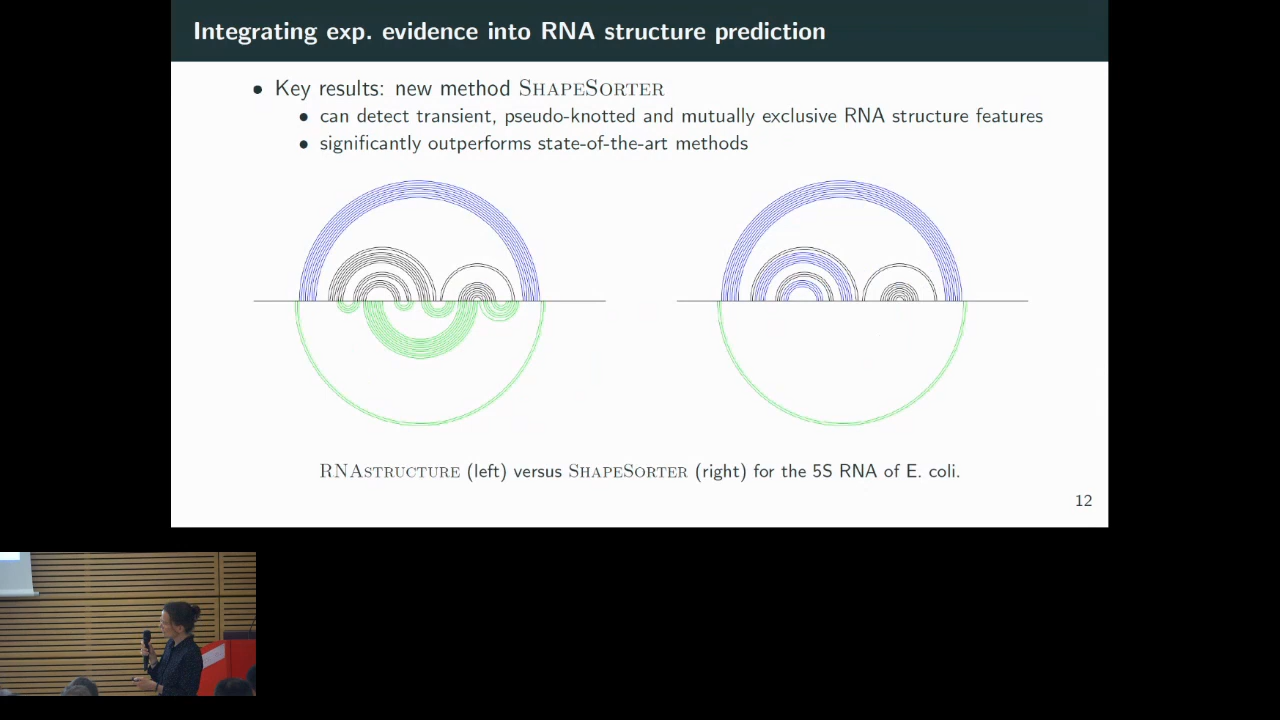 Integrating exp. evidence into RNA structure prediction
• Key results: new method SHAPESORTER
• can detect transient, pseudo-knotted and mutually exclusive RNA structure features
• significantly outperforms state-of-the-art methods
RNASTRUCTURE (left) versus SHAPESORTER (right) for the 5S RNA of E. coli.
12